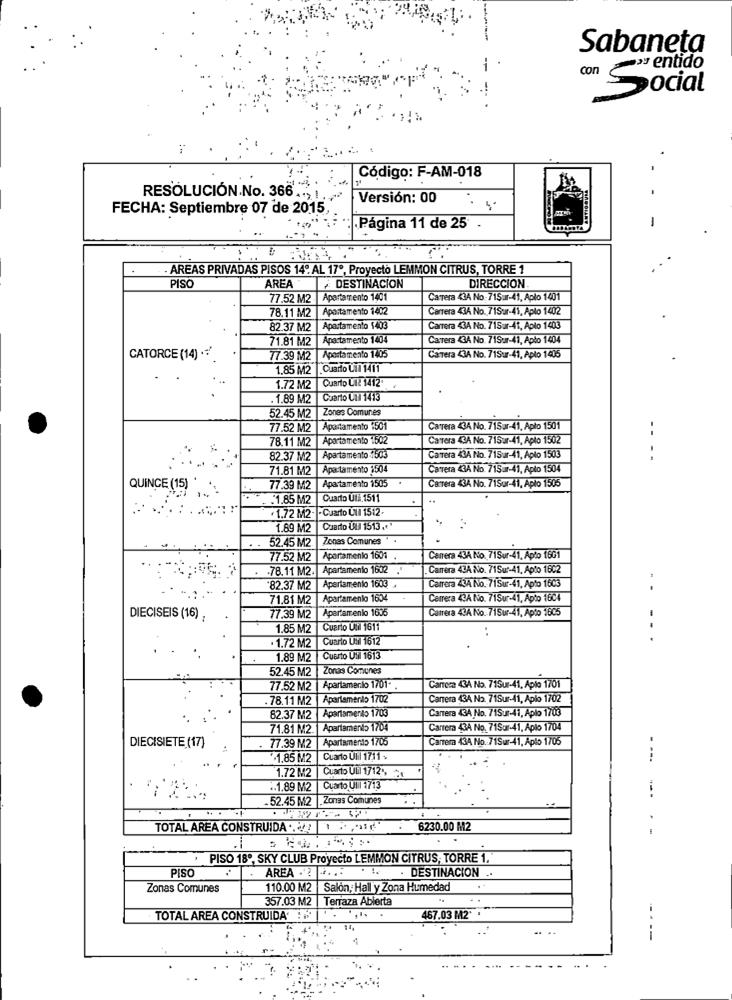 Sabaneta
con Sentido
Social
RESOLUCIÓN No. 366
FECHA: Septiembre 07 de 2015
Código: F-AM-018
Versión: 00
Página 11 de 25
SABANETA
AREAS PRIVADAS PISOS 14º AL 17º, Proyecto LEMMON CITRUS, TORRE 1
PISO AREA DESTINACION DIRECCION
CATORCE (14)
77.52 M2 Apartamento 1401 Carrera 43A No. 71Sur-41, Apto 1401
78.11 M2 Apartamento 1402 Carrera 43A No. 71Sur-41, Apto 1402
82.37 M2 Apartamento 1403 Carrera 43A No. 71Sur-41, Apto 1403
71.81 M2 Apartamento 1404 Carrera 43A No. 71Sur-41, Apto 1404
77.39 M2 Apartamento 1405 Carrera 43A No. 71Sur-41, Apto 1405
1.85 M2 Cuarto Útil 1411
1.72 M2 Cuarto Útil 1412
1.89 M2 Cuarto Útil 1413
52.45 M2 Zonas Comunes
QUINCE (15)
77.52 M2 Apartamento 1501 Carrera 43A No. 71Sur-41, Apto 1501
78.11 M2 Apartamento 1502 Carrera 43A No. 71Sur-41, Apto 1502
82.37 M2 Apartamento 1503 Carrera 43A No. 71Sur-41, Apto 1503
71.81 M2 Apartamento 1504 Carrera 43A No. 71Sur-41, Apto 1504
77.39 M2 Apartamento 1505 Carrera 43A No. 71Sur-41, Apto 1505
1.85 M2 Cuarto Útil 1511
1.72 M2 Cuarto Útil 1512
1.89 M2 Cuarto Útil 1513
52.45 M2 Zonas Comunes
DIECISEIS (16)
77.52 M2 Apartamento 1601 Carrera 43A No. 71Sur-41, Apto 1601
78.11 M2 Apartamento 1602 Carrera 43A No. 71Sur-41, Apto 1602
82.37 M2 Apartamento 1603 Carrera 43A No. 71Sur-41, Apto 1603
71.81 M2 Apartamento 1604 Carrera 43A No. 71Sur-41, Apto 1604
77.39 M2 Apartamento 1605 Carrera 43A No. 71Sur-41, Apto 1605
1.85 M2 Cuarto Útil 1611
1.72 M2 Cuarto Útil 1612
1.89 M2 Cuarto Útil 1613
52.45 M2 Zonas Comunes
DIECISIETE (17)
77.52 M2 Apartamento 1701 Carrera 43A No. 71Sur-41, Apto 1701
78.11 M2 Apartamento 1702 Carrera 43A No. 71Sur-41, Apto 1702
82.37 M2 Apartamento 1703 Carrera 43A No. 71Sur-41, Apto 1703
71.81 M2 Apartamento 1704 Carrera 43A No. 71Sur-41, Apto 1704
77.39 M2 Apartamento 1705 Carrera 43A No. 71Sur-41, Apto 1705
1.85 M2 Cuarto Útil 1711
1.72 M2 Cuarto Útil 1712
1.89 M2 Cuarto Útil 1713
52.45 M2 Zonas Comunes
TOTAL AREA CONSTRUIDA 6230.00 M2
PISO 18º, SKY CLUB Proyecto LEMMON CITRUS, TORRE 1.
PISO AREA DESTINACION
Zonas Comunes 110.00 M2 Salón, Hall y Zona Humedad
357.03 M2 Terraza Abierta
TOTAL AREA CONSTRUIDA 467.03 M2